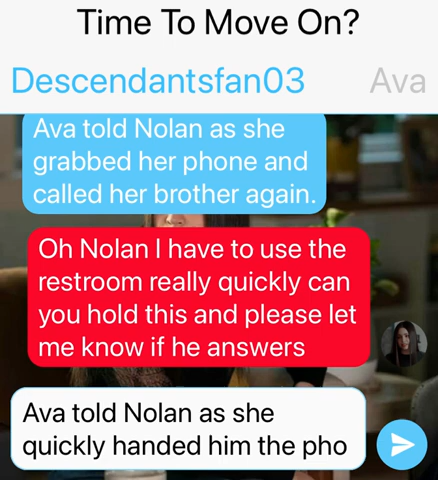 Time To Move On?
Descendantsfan03 Ava
Ava told Nolan as she
grabbed her phone and
called her brother again.
Oh Nolan I have to use the
restroom really quickly can
you hold this and please let
me know if he answers
Ava told Nolan as she
quickly handed him the pho